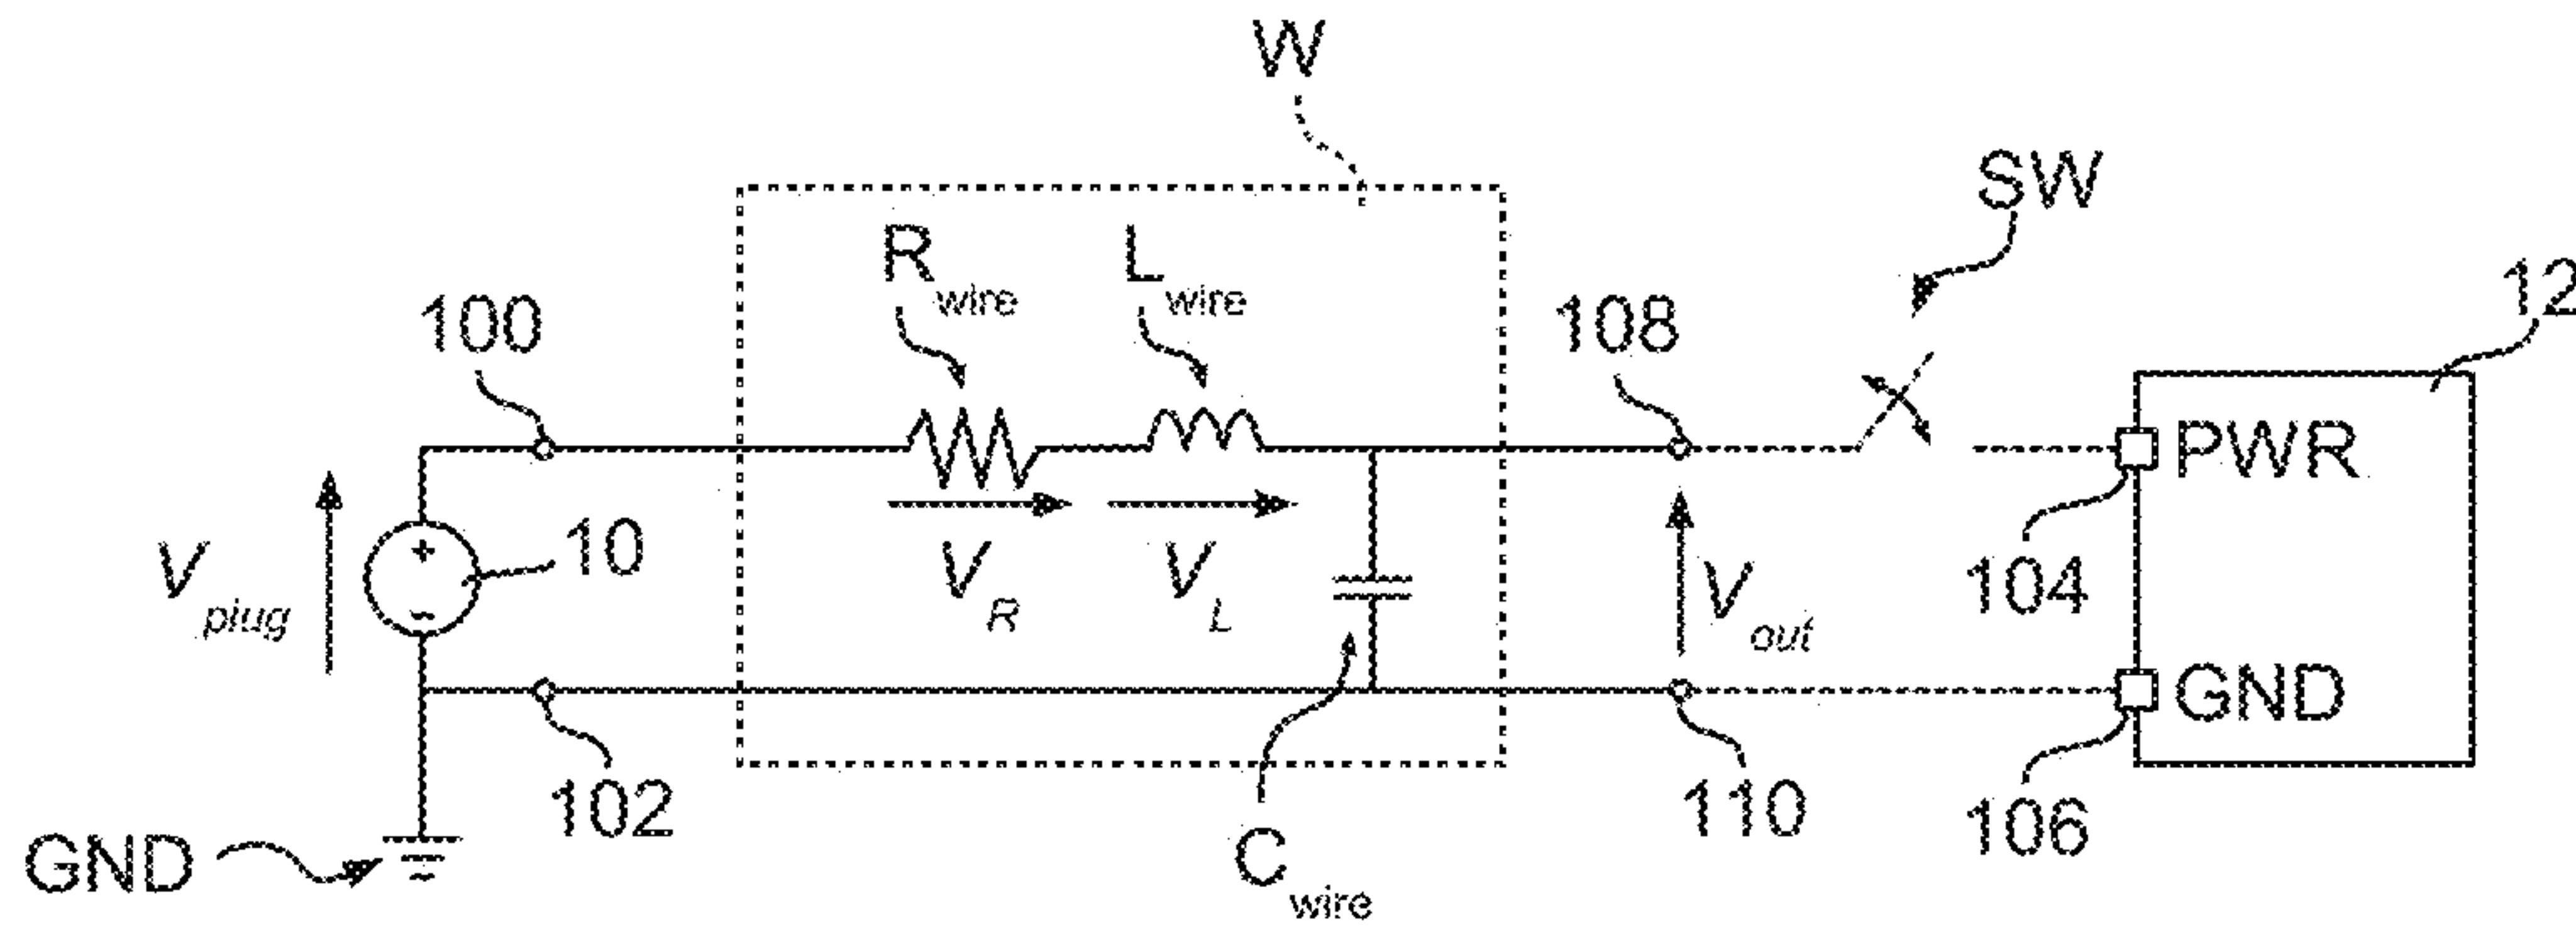 W
SW
R wire
L wire
12
100
108
PWR
+
10
V plug
V R
V L
V out
104
-
GND
102
110
106
GND
C wire